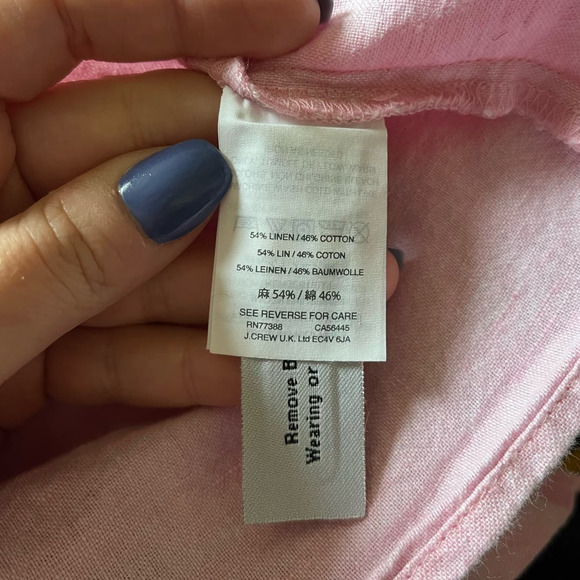 54% LINEN / 46% COTTON
54% LIN / 46% COTON
54% LEINEN / 46% BAUMWOLLE
麻 54% / 綿 46%
SEE REVERSE FOR CARE
RN77388 CA56445
J.CREW U.K. Ltd EC4V 6JA
Remove B
Wearing or